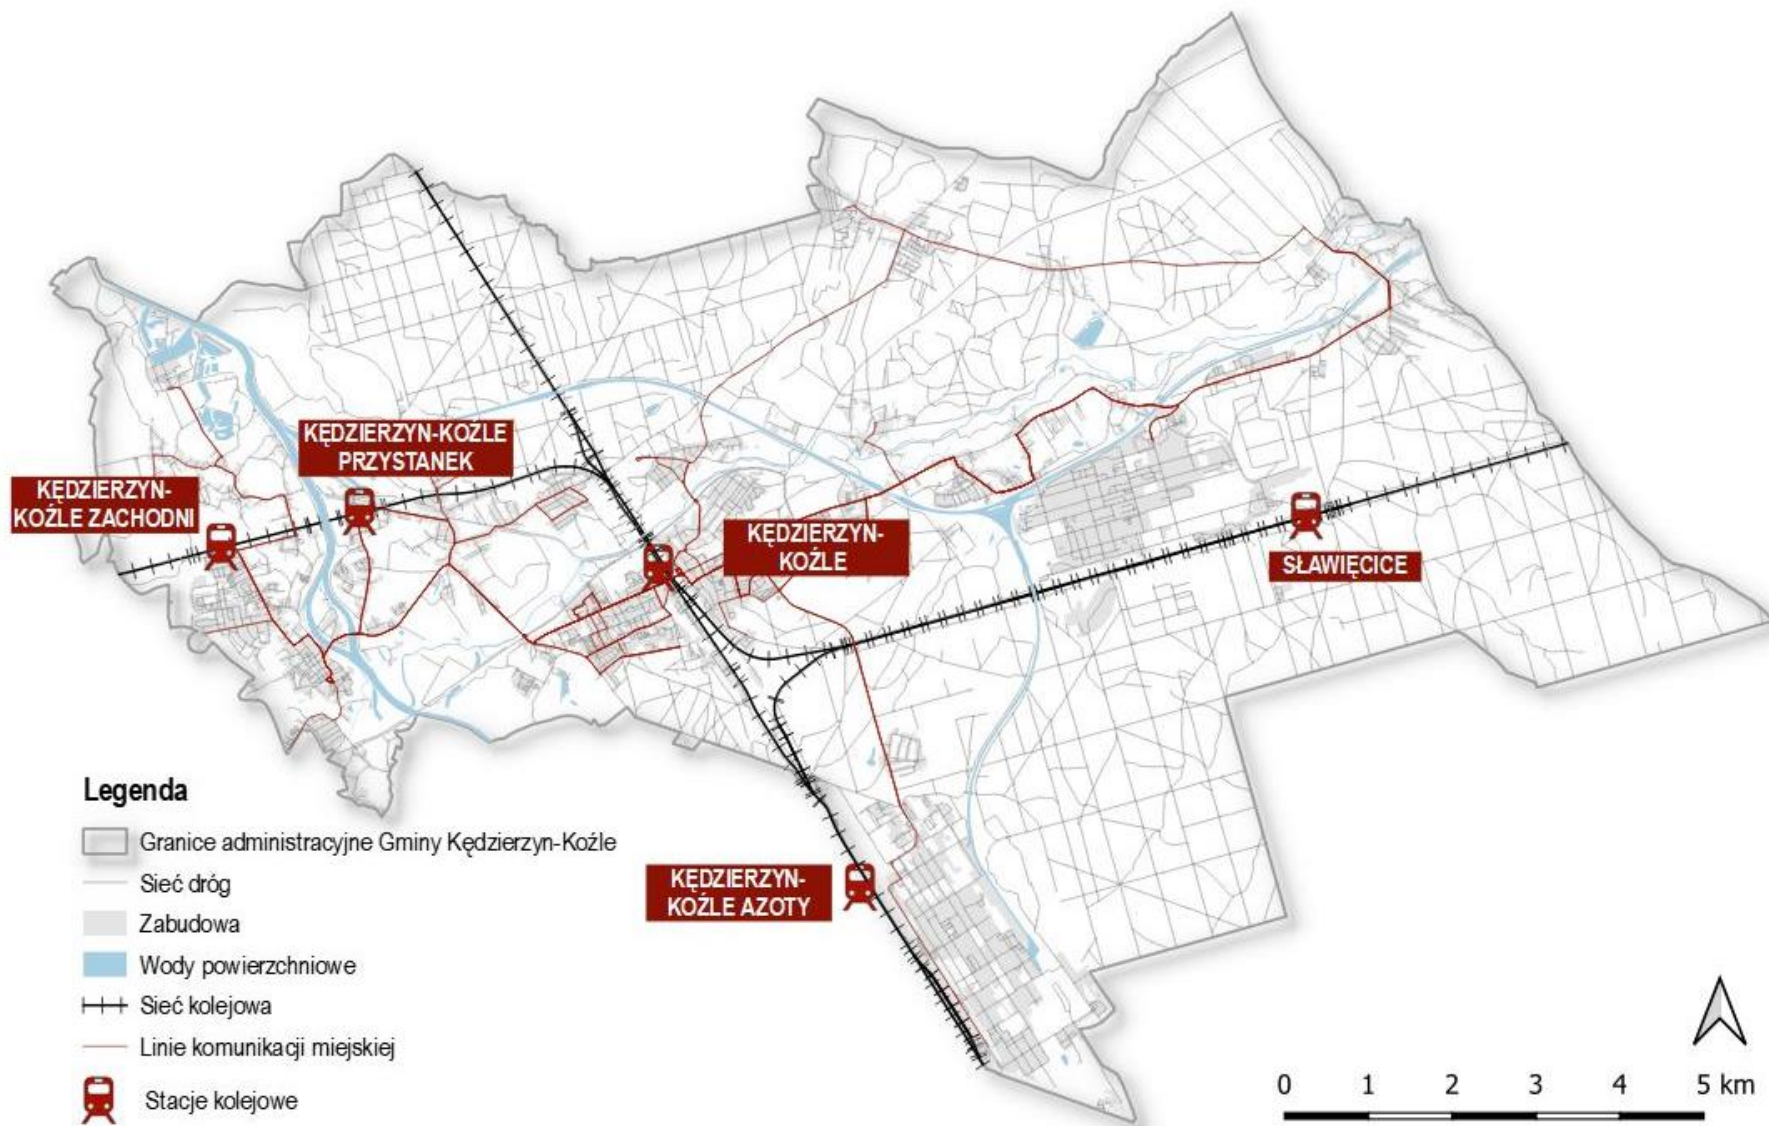 KĘDZIERZYN-KOŹLE
PRZYSTANEK
KĘDZIERZYN-
KOŹLE ZACHODNI
KĘDZIERZYN-
KOŹLE
SŁAWIĘCICE
KĘDZIERZYN-
KOŹLE AZOTY
Legenda
Granice administracyjne Gminy Kędzierzyn-Koźle
Sieć dróg
Zabudowa
Wody powierzchniowe
Sieć kolejowa
Linie komunikacji miejskiej
Stacje kolejowe
0 1 2 3 4 5 km